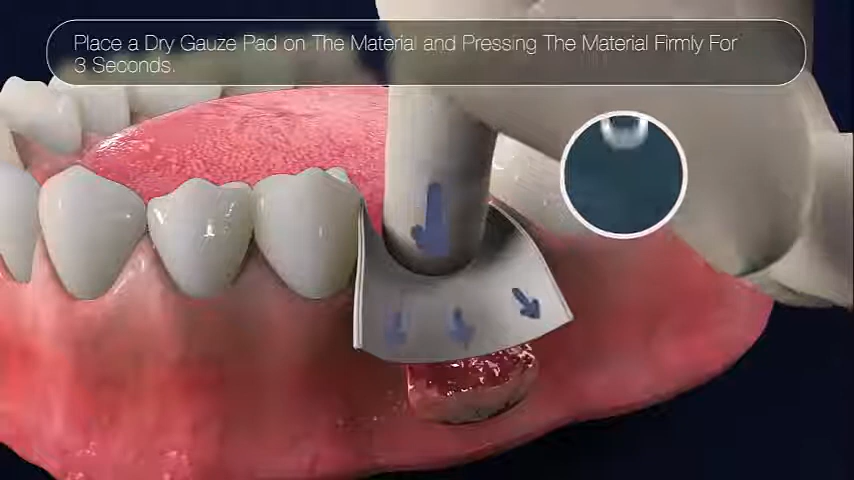 Place a Dry Gauze Pad on The Material and Pressing The Material Firmly For
3 Seconds.